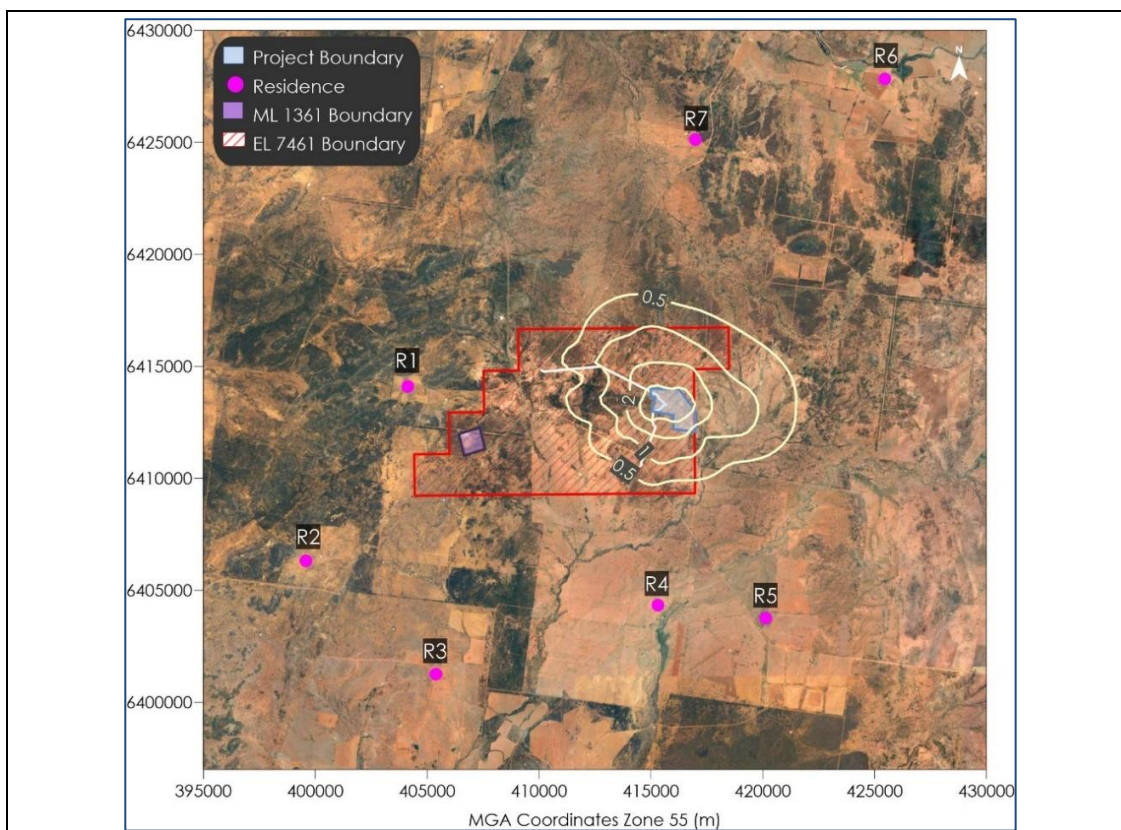 6430000
6425000
6420000
6415000
6410000
6405000
6400000
Project Boundary
Residence
ML 1361 Boundary
EL 7461 Boundary
N
R6
R7
0.5
R1
2
1
0.5
R2
R4
R5
R3
395000 400000 405000 410000 415000 420000 425000 430000
MGA Coordinates Zone 55 (m)